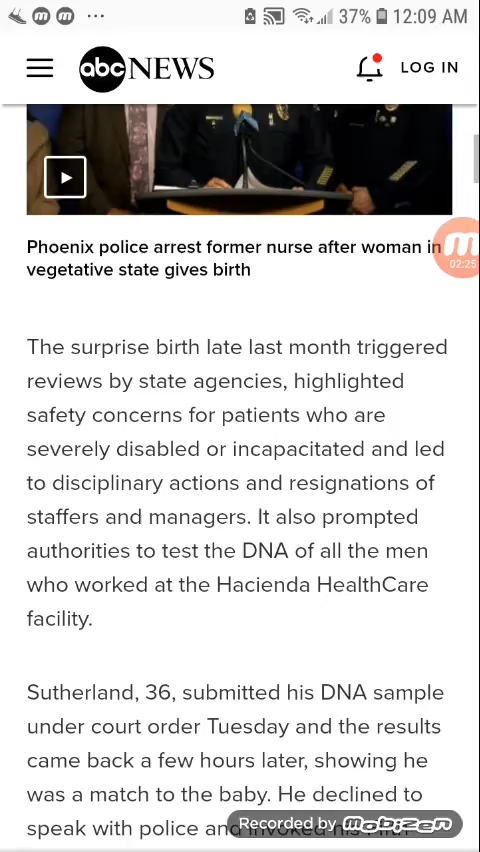 37% 12:09 AM
abc NEWS
LOG IN
Phoenix police arrest former nurse after woman in
vegetative state gives birth
02:25
The surprise birth late last month triggered
reviews by state agencies, highlighted
safety concerns for patients who are
severely disabled or incapacitated and led
to disciplinary actions and resignations of
staffers and managers. It also prompted
authorities to test the DNA of all the men
who worked at the Hacienda HealthCare
facility.
Sutherland, 36, submitted his DNA sample
under court order Tuesday and the results
came back a few hours later, showing he
was a match to the baby. He declined to
speak with police and invoked his Fifth
Recorded by mobizen